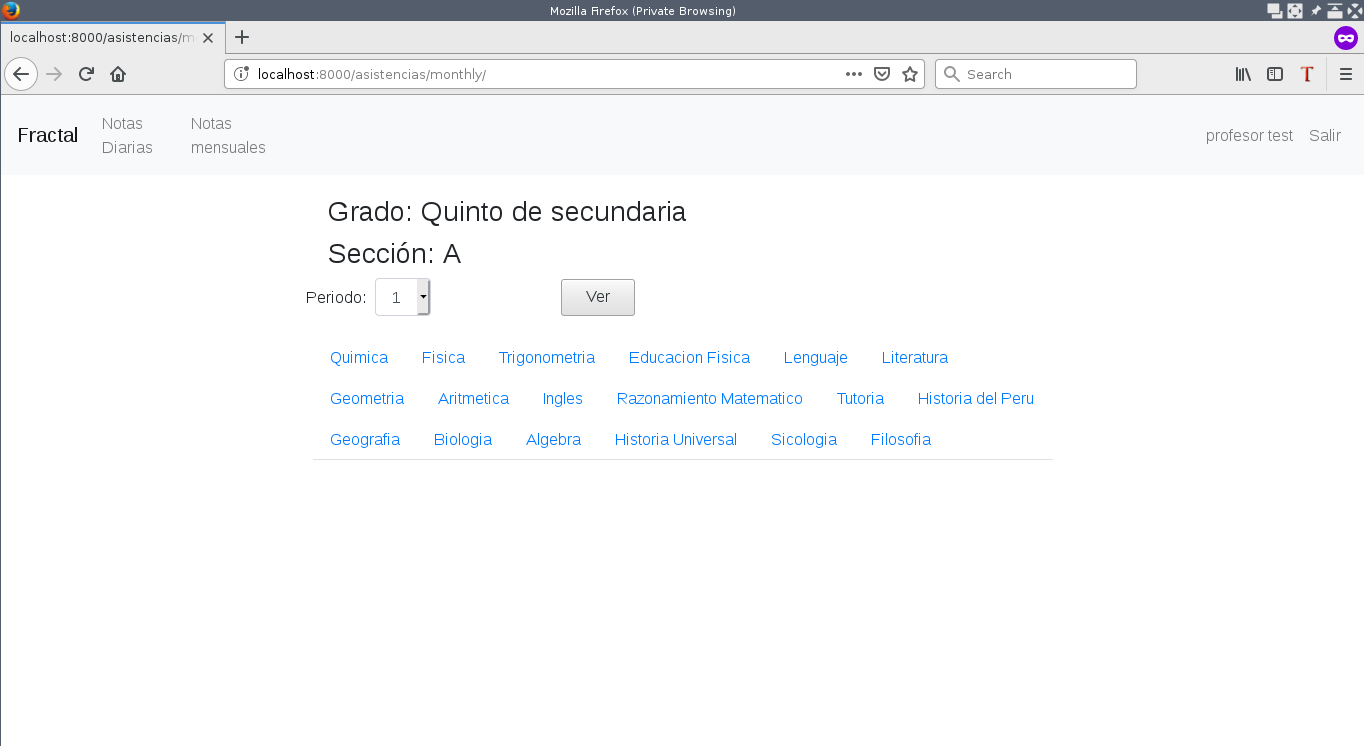 Mozilla Firefox (Private Browsing)
localhost:8000/asistencias/m
localhost:8000/asistencias/monthly/
Search
Fractal
Notas
Diarias
Notas
mensuales
profesor test Salir
Grado: Quinto de secundaria
Sección: A
Periodo: 1 Ver
Quimica Fisica Trigonometria Educacion Fisica Lenguaje Literatura
Geometria Aritmetica Ingles Razonamiento Matematico Tutoria Historia del Peru
Geografia Biologia Algebra Historia Universal Sicologia Filosofia